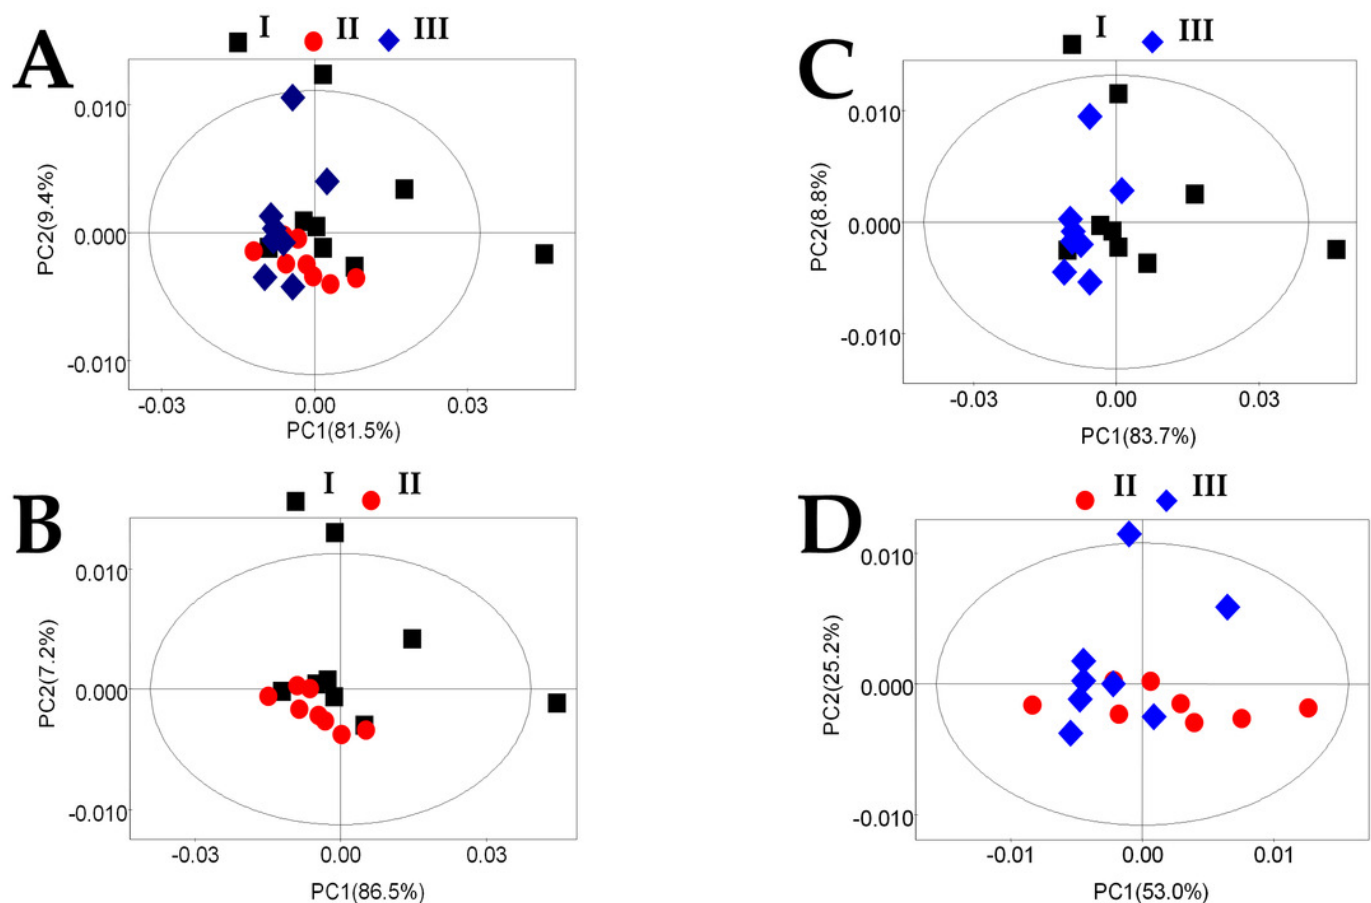 A
I II III
0.010
0.000
-0.010
PC2(9.4%)
-0.03 0.00 0.03
PC1(81.5%)
C
I III
0.010
0.000
-0.010
PC2(8.8%)
-0.03 0.00 0.03
PC1(83.7%)
B
I II
0.010
0.000
-0.010
PC2(7.2%)
-0.03 0.00 0.03
PC1(86.5%)
D
II III
0.010
0.000
-0.010
PC2(25.2%)
-0.01 0.00 0.01
PC1(53.0%)